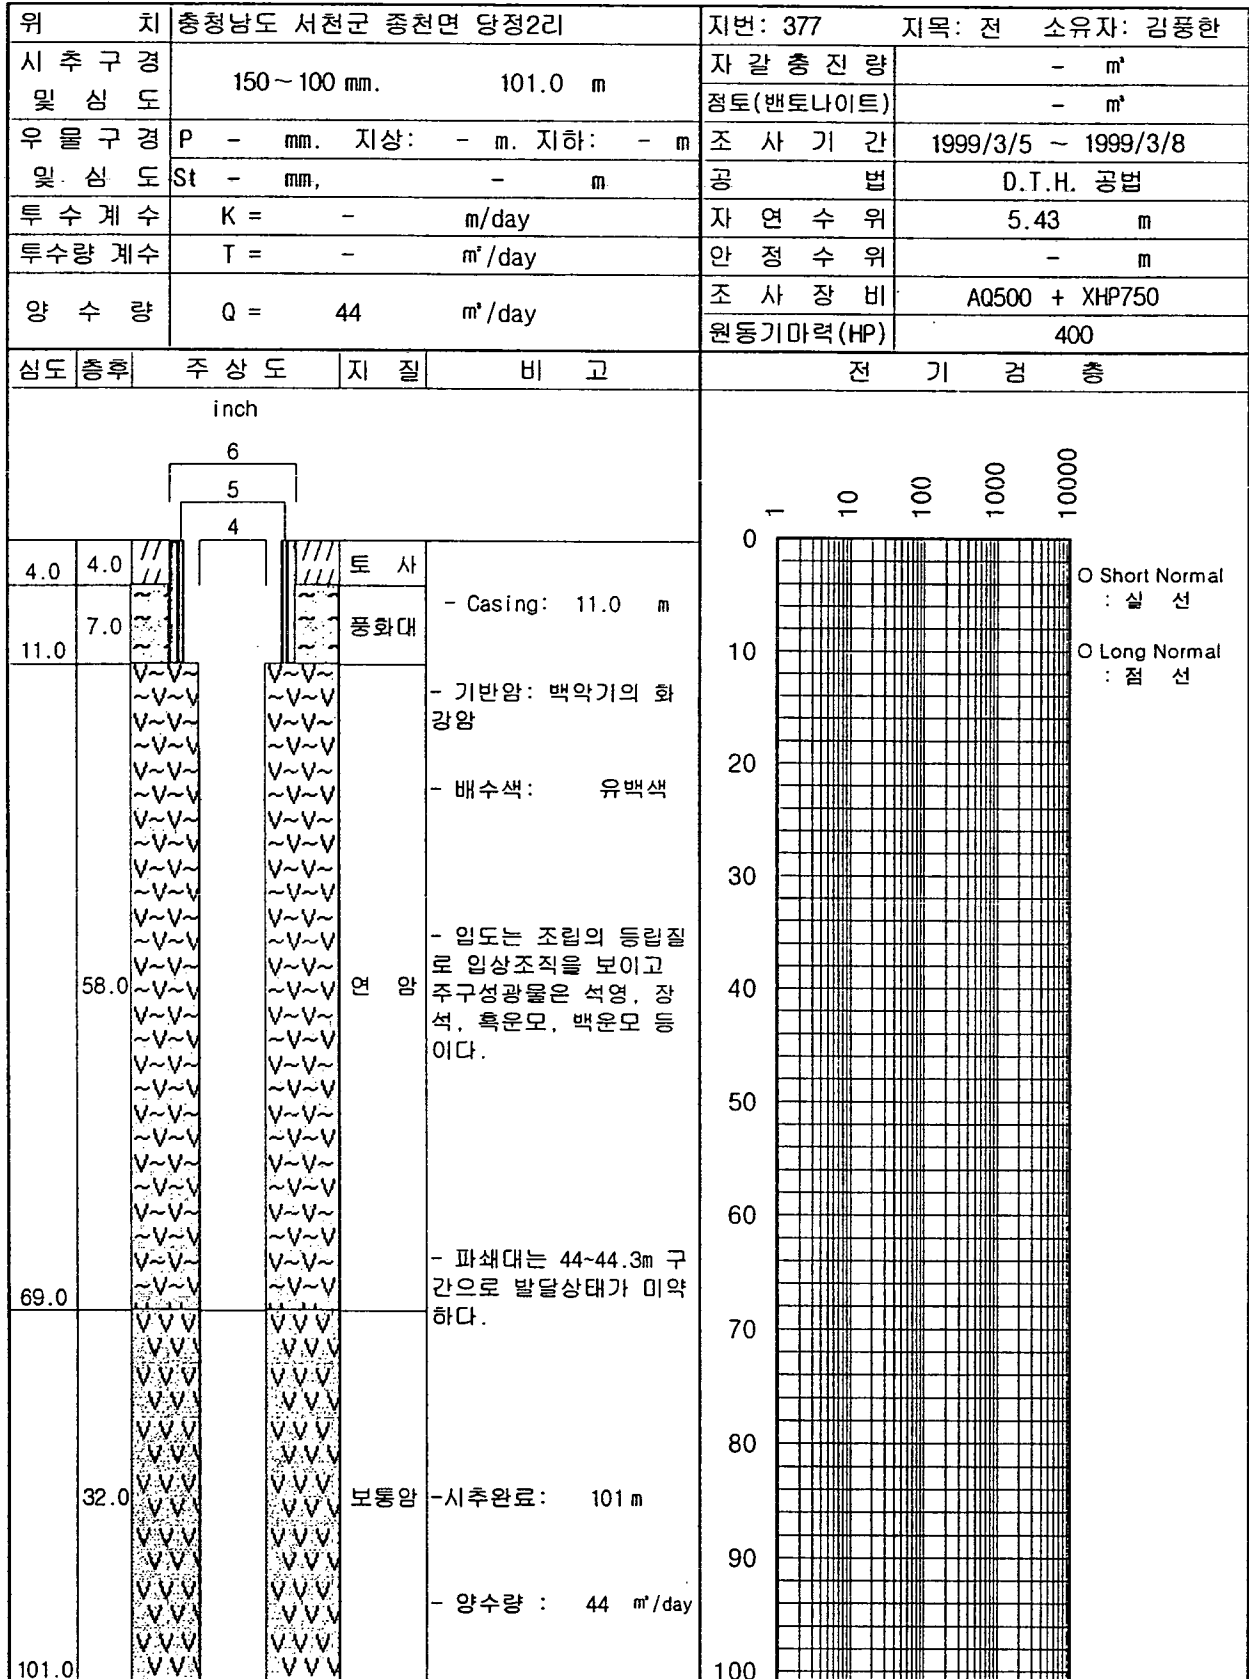 위 치 충청남도 서천군 종천면 당정2리 지번: 377 지목: 전 소유자: 김풍한
시 추 구 경 및 심 도 150~100 mm. 101.0 m
자 갈 충 진 량 - m³
점토(밴토나이트) - m³
우 물 구 경 및 심 도 P - mm. 지상: - m. 지하: - m
St - mm, - m
조 사 기 간 1999/3/5 ~ 1999/3/8
공 법 D.T.H. 공법
투 수 계 수 K = - m/day
자 연 수 위 5.43 m
투수량 계수 T = - m²/day
안 정 수 위 - m
양 수 량 Q = 44 m³/day
조 사 장 비 AQ500 + XHP750
원동기마력(HP) 400
심도 층후 주 상 도 지 질 비 고 전 기 검 층
inch
6
5
4
4.0 4.0 토 사
11.0 7.0 풍화대
- Casing: 11.0 m
- 기반암: 백악기의 화
강암
- 배수색: 유백색
58.0 연 암
- 입도는 조립의 등립질
로 입상조직을 보이고
주구성광물은 석영, 장
석, 흑운모, 백운모 등
이다.
- 파쇄대는 44~44.3m 구
간으로 발달상태가 미약
하다.
69.0
32.0 보통암
-시추완료: 101 m
- 양수량 : 44 m³/day
101.0
1 10 100 1000 10000
0
10
20
30
40
50
60
70
80
90
100
O Short Normal
: 실 선
O Long Normal
: 점 선